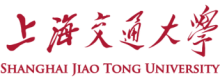 上海交通大學
SHANGHAI JIAO TONG UNIVERSITY